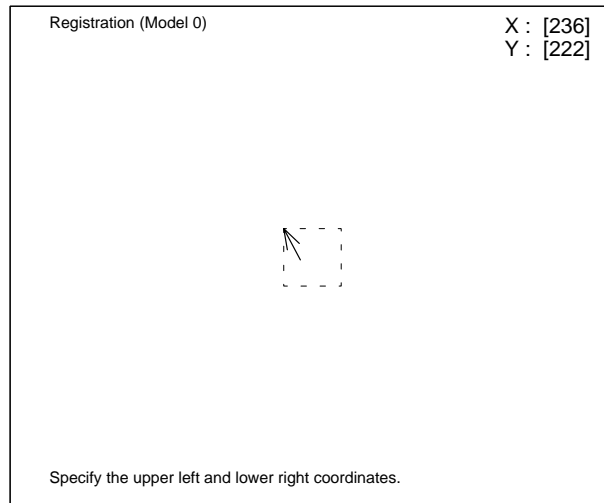 Registration (Model 0)
X : [236]
Y : [222]
Specify the upper left and lower right coordinates.